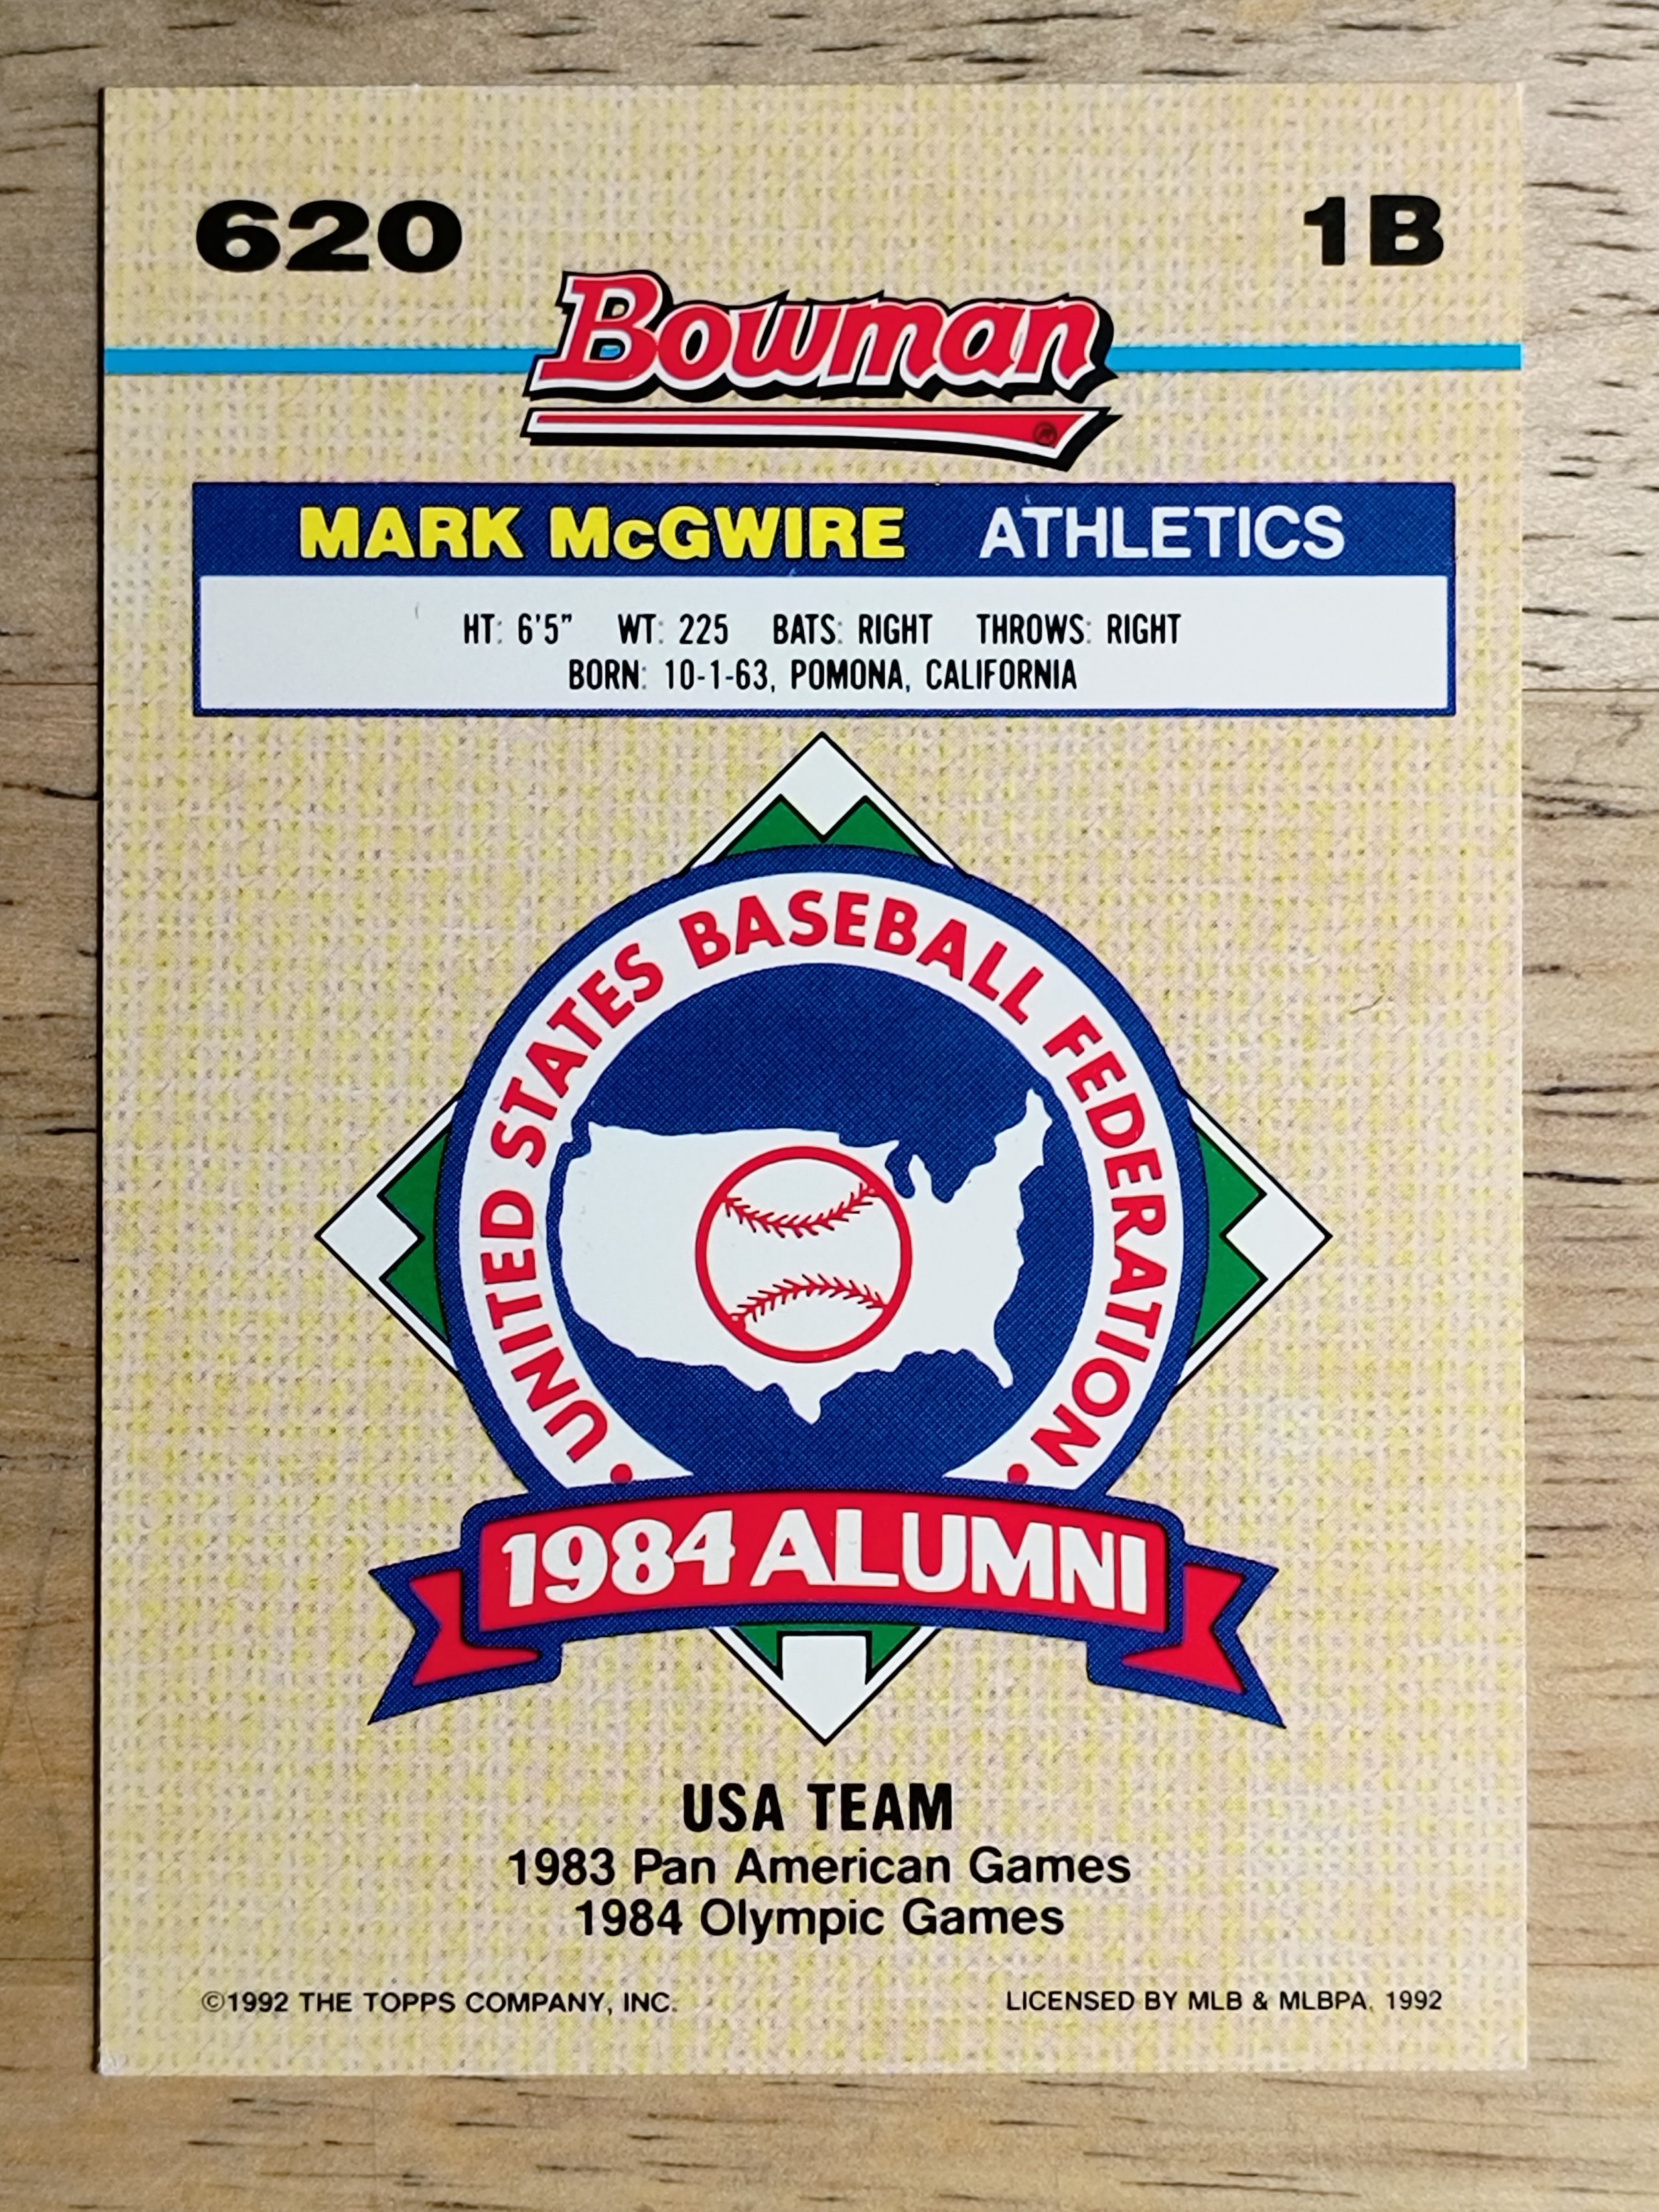 620 1B
Bowman
MARK McGWIRE ATHLETICS
HT: 6'5" WT: 225 BATS: RIGHT THROWS: RIGHT
BORN: 10-1-63, POMONA, CALIFORNIA
• UNITED STATES BASEBALL FEDERATION •
1984 ALUMNI
USA TEAM
1983 Pan American Games
1984 Olympic Games
©1992 THE TOPPS COMPANY, INC. LICENSED BY MLB & MLBPA, 1992